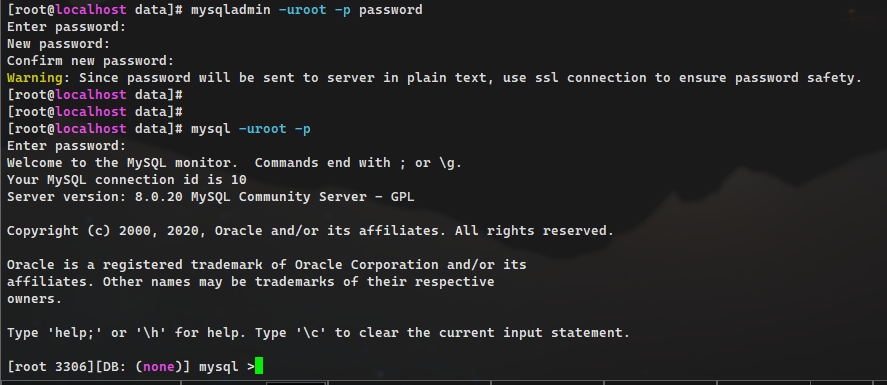 [root@localhost data]# mysqladmin -uroot -p password
Enter password:
New password:
Confirm new password:
Warning: Since password will be sent to server in plain text, use ssl connection to ensure password safety.
[root@localhost data]#
[root@localhost data]#
[root@localhost data]# mysql -uroot -p
Enter password:
Welcome to the MySQL monitor.  Commands end with ; or \g.
Your MySQL connection id is 10
Server version: 8.0.20 MySQL Community Server - GPL

Copyright (c) 2000, 2020, Oracle and/or its affiliates. All rights reserved.

Oracle is a registered trademark of Oracle Corporation and/or its
affiliates. Other names may be trademarks of their respective
owners.

Type 'help;' or '\h' for help. Type '\c' to clear the current input statement.

[root 3306][DB: (none)] mysql >